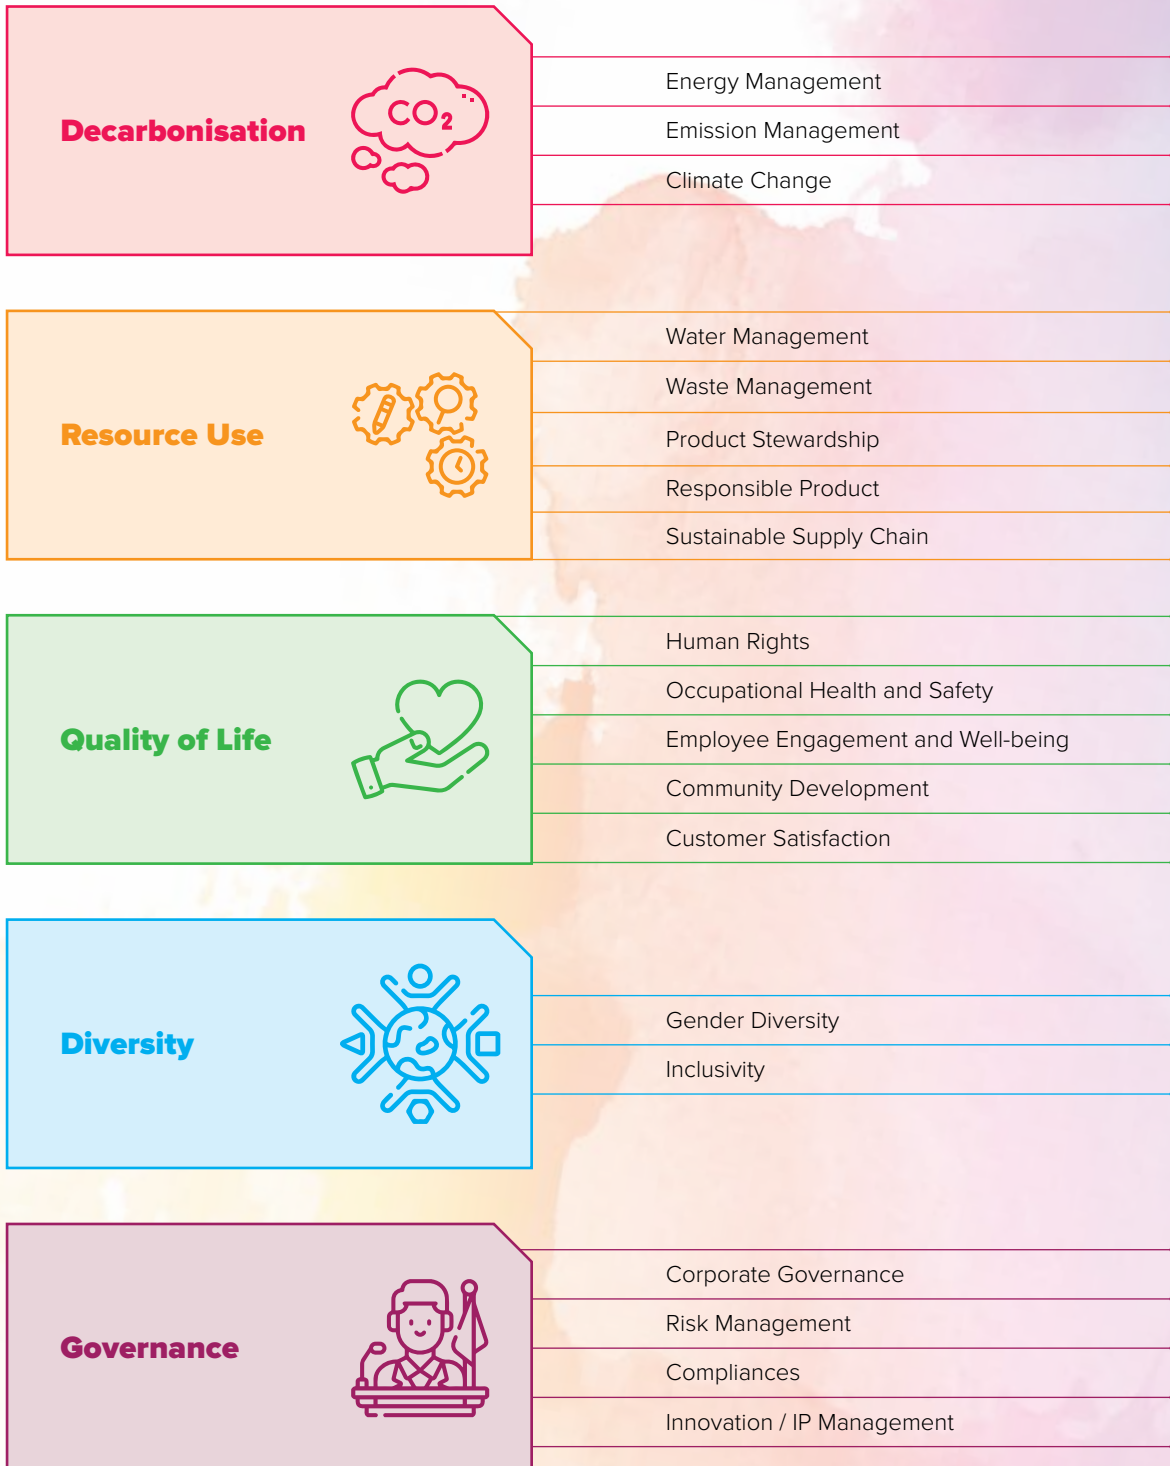 Decarbonisation
CO2
Energy Management
Emission Management
Climate Change
Resource Use
Water Management
Waste Management
Product Stewardship
Responsible Product
Sustainable Supply Chain
Quality of Life
Human Rights
Occupational Health and Safety
Employee Engagement and Well-being
Community Development
Customer Satisfaction
Diversity
Gender Diversity
Inclusivity
Governance
Corporate Governance
Risk Management
Compliances
Innovation / IP Management